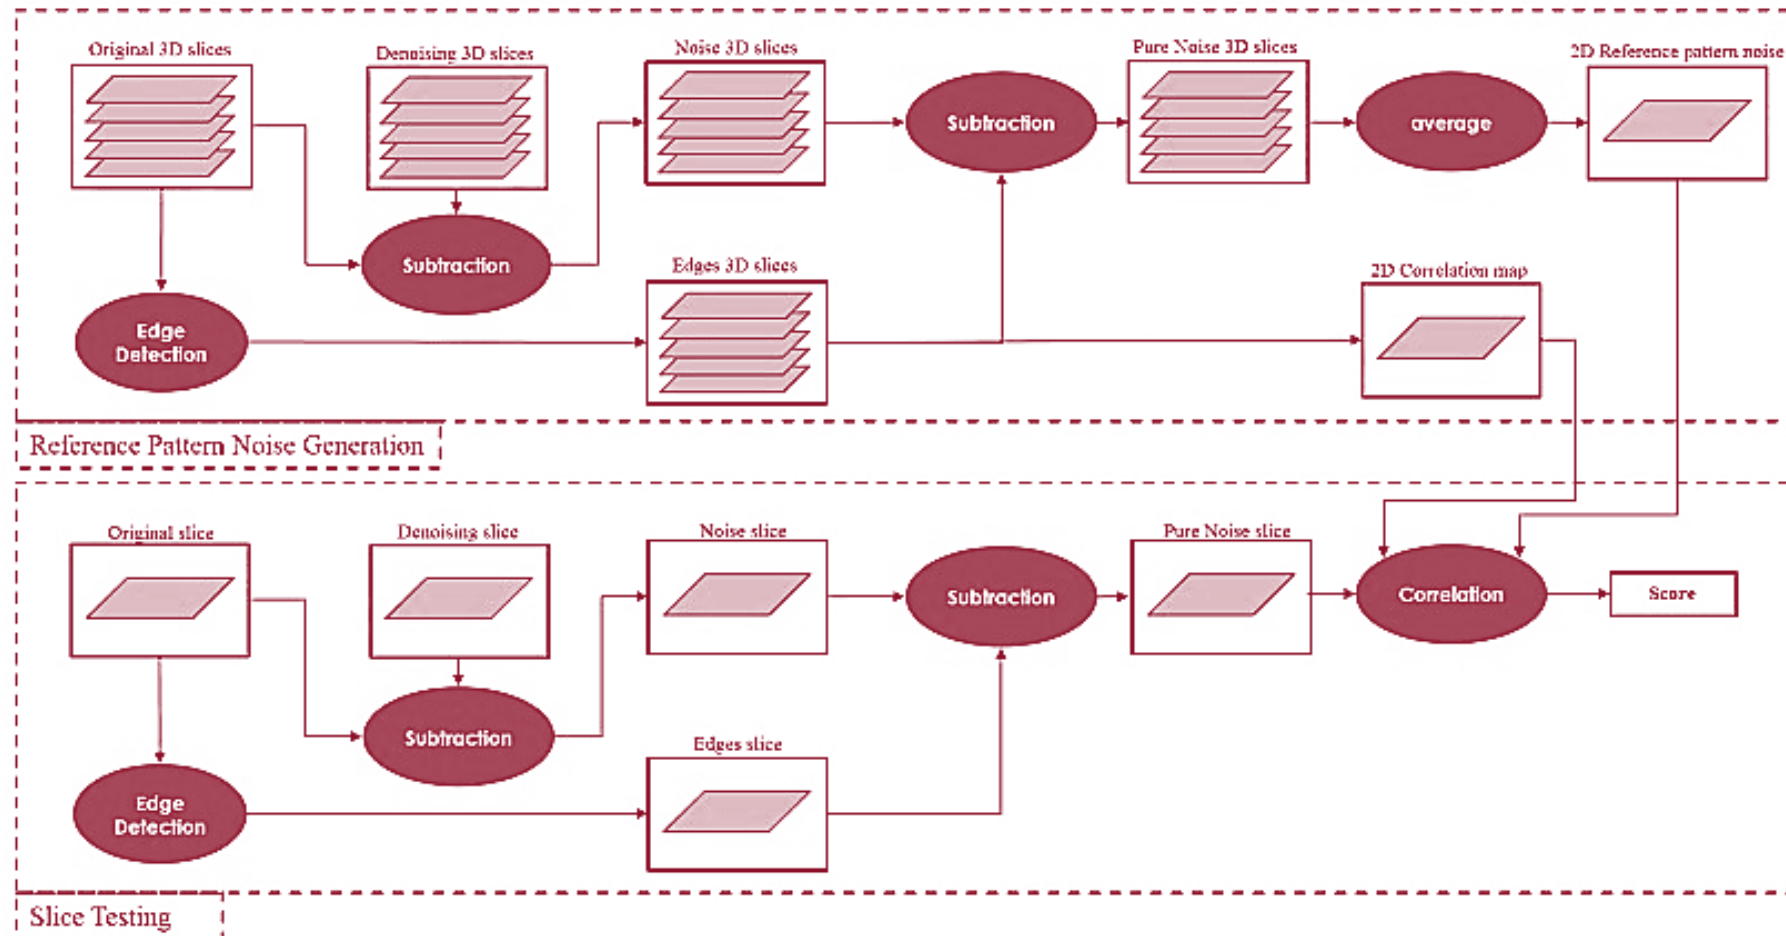 Original 3D slices
Denoising 3D slices
Noise 3D slices
Pure Noise 3D slices
2D Reference pattern noise
Subtraction
average
Subtraction
Edges 3D slices
2D Correlation map
Edge
Detection
Reference Pattern Noise Generation
Original slice
Denoising slice
Noise slice
Pure Noise slice
Subtraction
Correlation
Score
Subtraction
Edges slice
Edge
Detection
Slice Testing